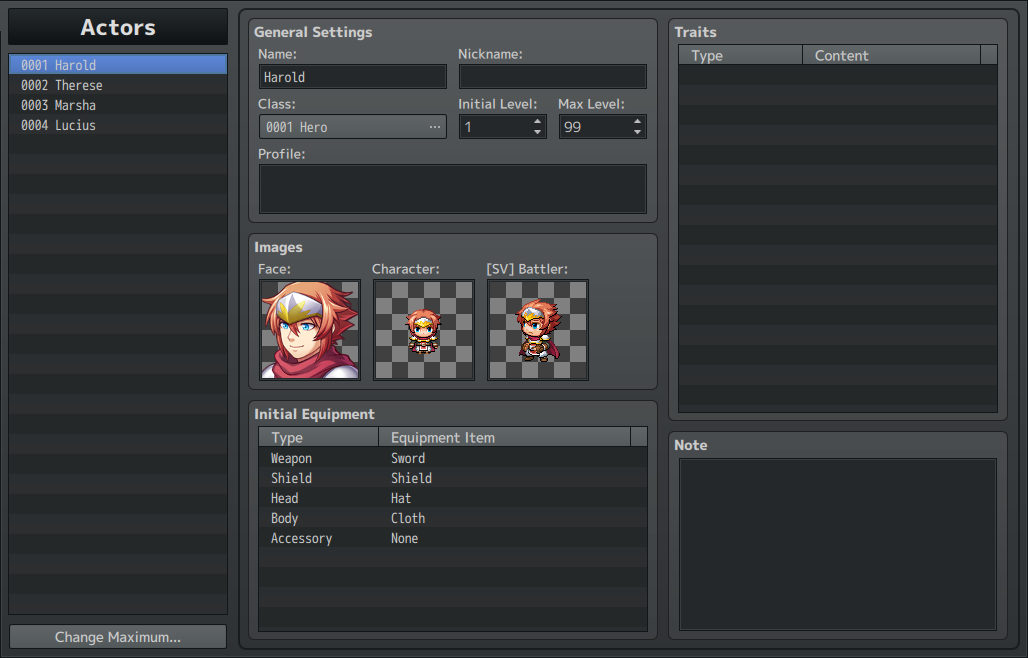 Actors
0001 Harold
0002 Therese
0003 Marsha
0004 Lucius
Change Maximum...
General Settings
Name: Nickname:
Harold
Class: Initial Level: Max Level:
0001 Hero ... 1 99
Profile:
Images
Face: Character: [SV] Battler:
Initial Equipment
Type Equipment Item
Weapon Sword
Shield Shield
Head Hat
Body Cloth
Accessory None
Traits
Type Content
Note